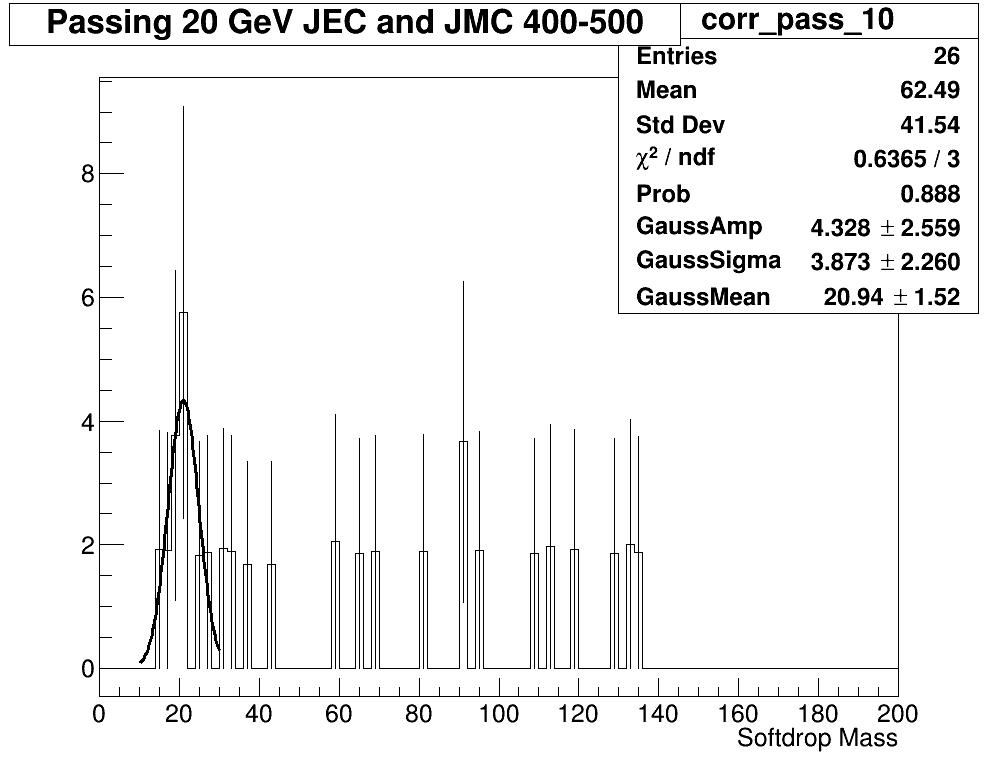 Passing 20 GeV JEC and JMC 400-500
corr_pass_10
Entries 26
Mean 62.49
Std Dev 41.54
χ² / ndf 0.6365 / 3
Prob 0.888
GaussAmp 4.328 ± 2.559
GaussSigma 3.873 ± 2.260
GaussMean 20.94 ± 1.52
8
6
4
2
0
0 20 40 60 80 100 120 140 160 180 200
Softdrop Mass